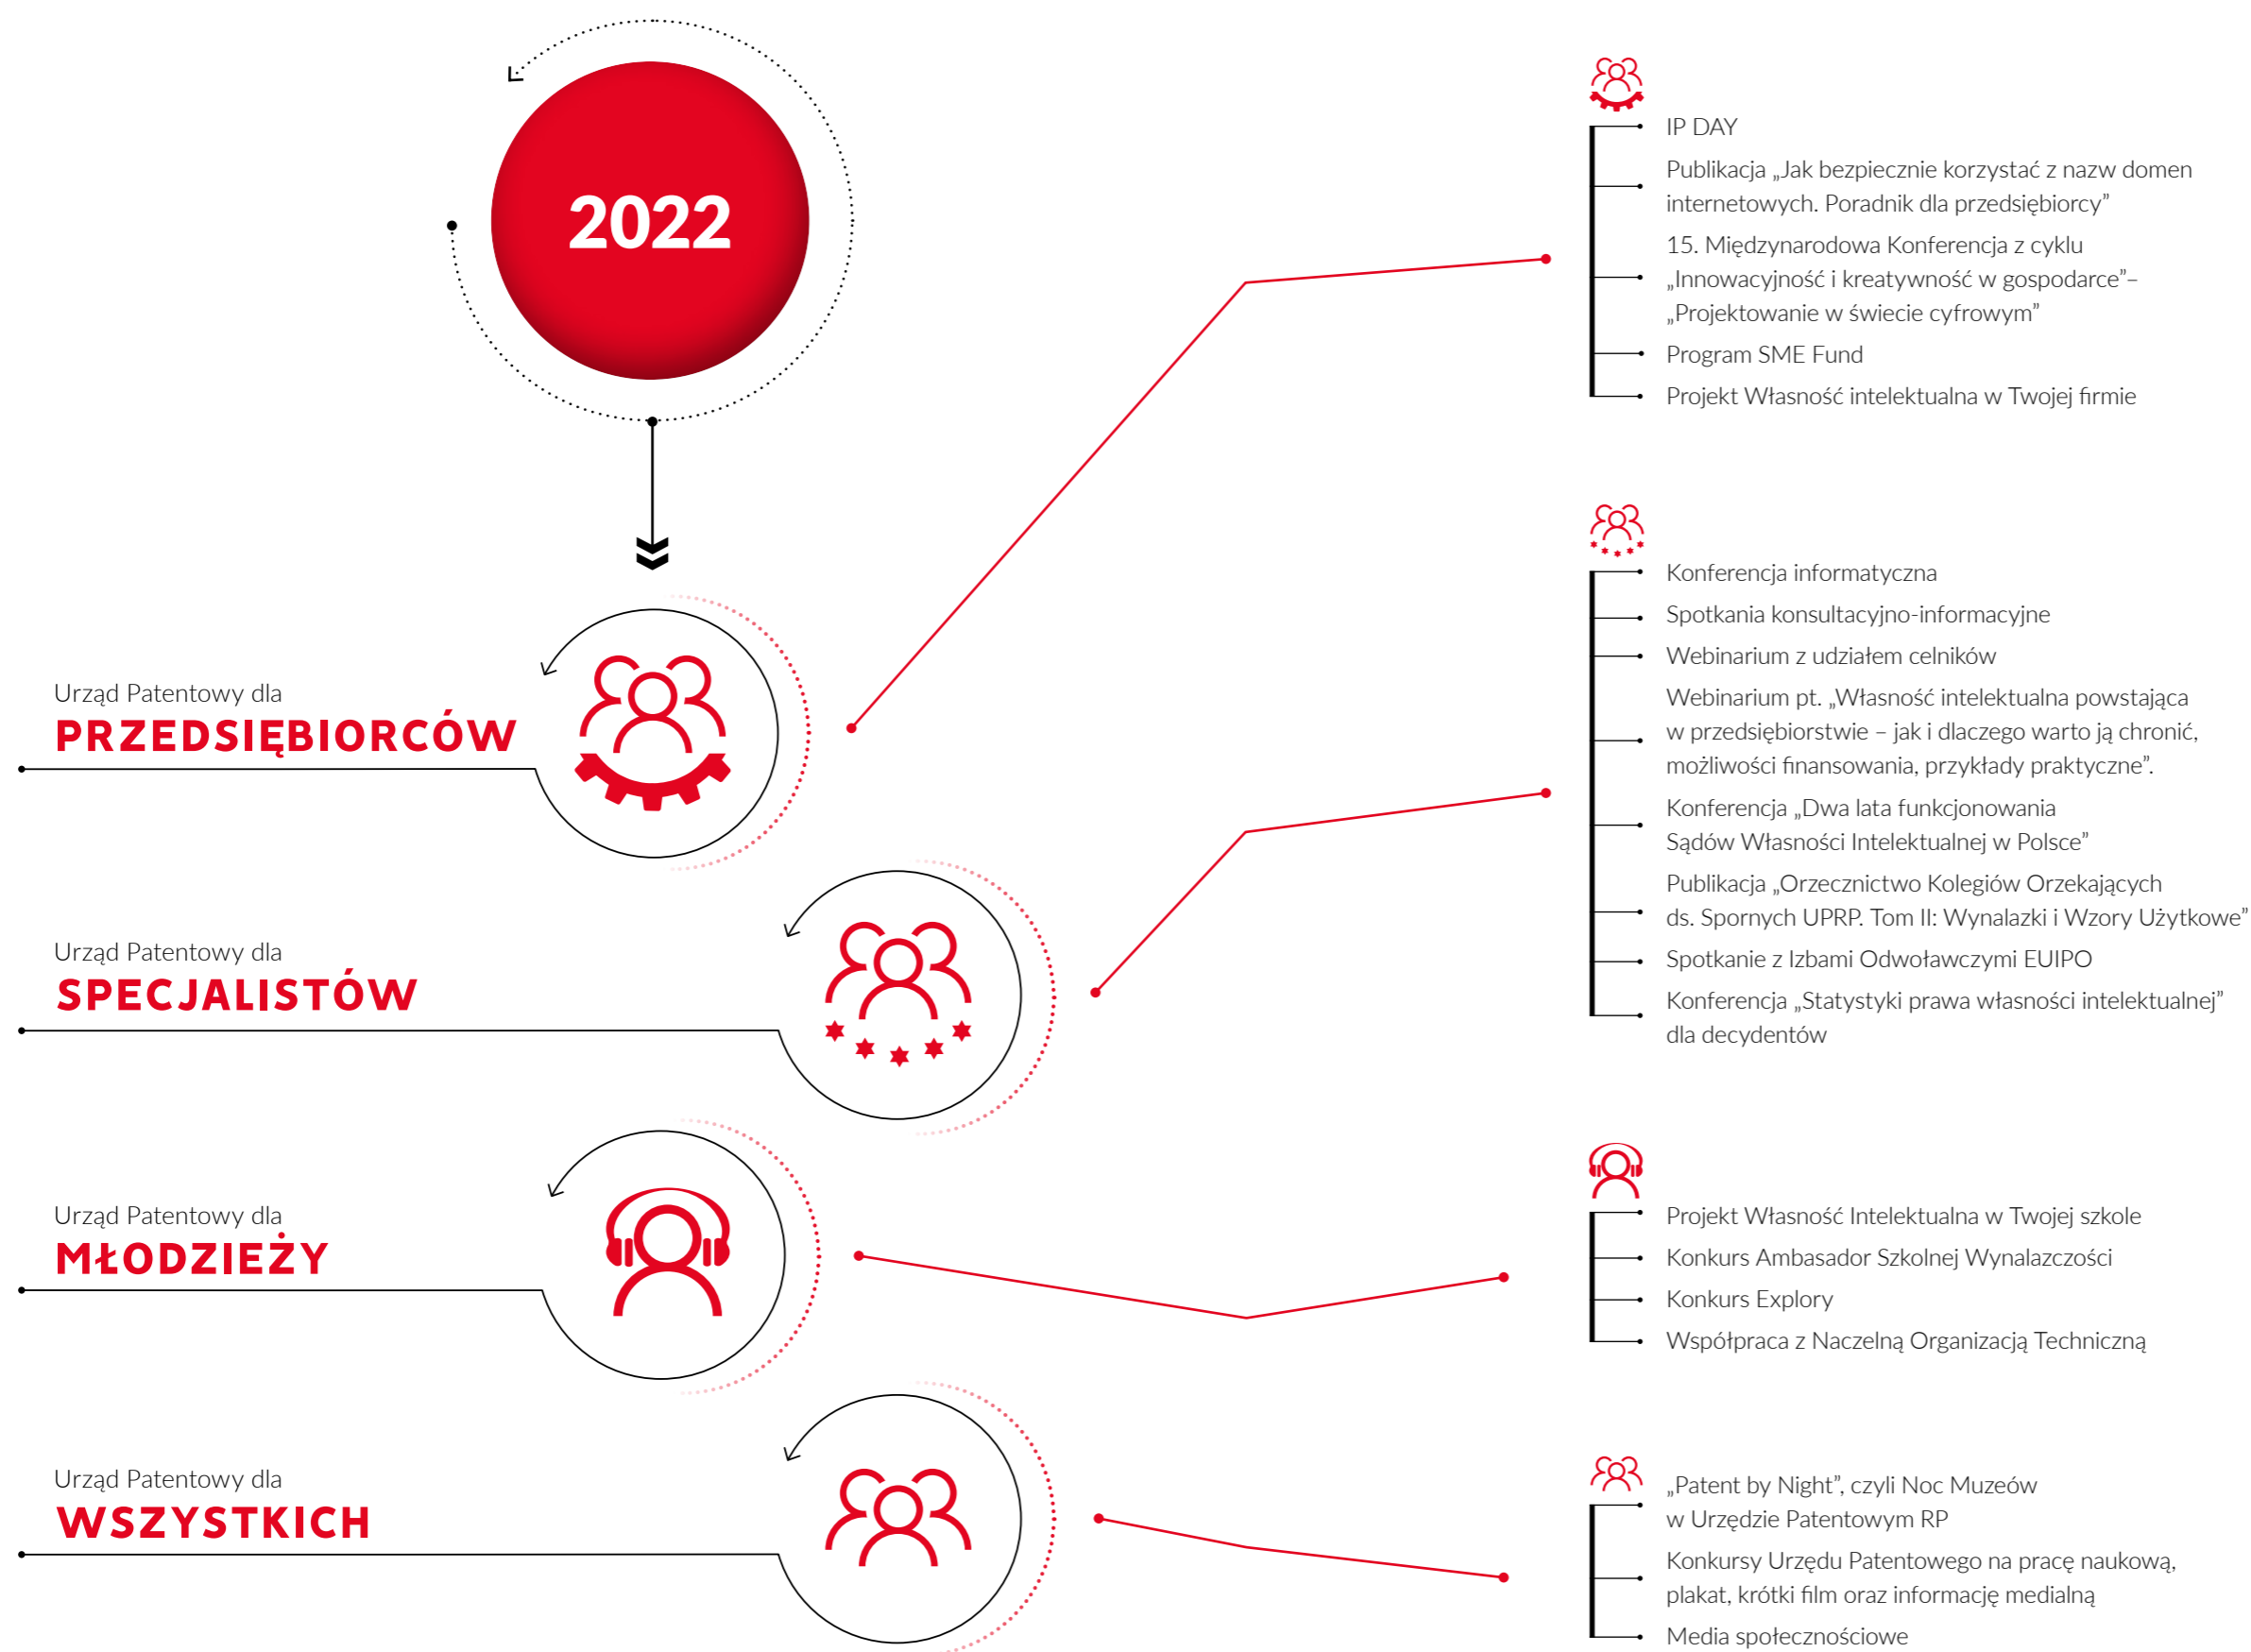 2022
Urząd Patentowy dla
PRZEDSIĘBIORCÓW
IP DAY
Publikacja „Jak bezpiecznie korzystać z nazw domen
internetowych. Poradnik dla przedsiębiorcy”
15. Międzynarodowa Konferencja z cyklu
„Innowacyjność i kreatywność w gospodarce”–
„Projektowanie w świecie cyfrowym”
Program SME Fund
Projekt Własność intelektualna w Twojej firmie
Urząd Patentowy dla
SPECJALISTÓW
Konferencja informatyczna
Spotkania konsultacyjno-informacyjne
Webinarium z udziałem celników
Webinarium pt. „Własność intelektualna powstająca
w przedsiębiorstwie – jak i dlaczego warto ją chronić,
możliwości finansowania, przykłady praktyczne”.
Konferencja „Dwa lata funkcjonowania
Sądów Własności Intelektualnej w Polsce”
Publikacja „Orzecznictwo Kolegiów Orzekających
ds. Spornych UPRP. Tom II: Wynalazki i Wzory Użytkowe”
Spotkanie z Izbami Odwoławczymi EUIPO
Konferencja „Statystyki prawa własności intelektualnej”
dla decydentów
Urząd Patentowy dla
MŁODZIEŻY
Projekt Własność Intelektualna w Twojej szkole
Konkurs Ambasador Szkolnej Wynalazczości
Konkurs Explory
Współpraca z Naczelną Organizacją Techniczną
Urząd Patentowy dla
WSZYSTKICH
„Patent by Night”, czyli Noc Muzeów
w Urzędzie Patentowym RP
Konkursy Urzędu Patentowego na pracę naukową,
plakat, krótki film oraz informację medialną
Media społecznościowe